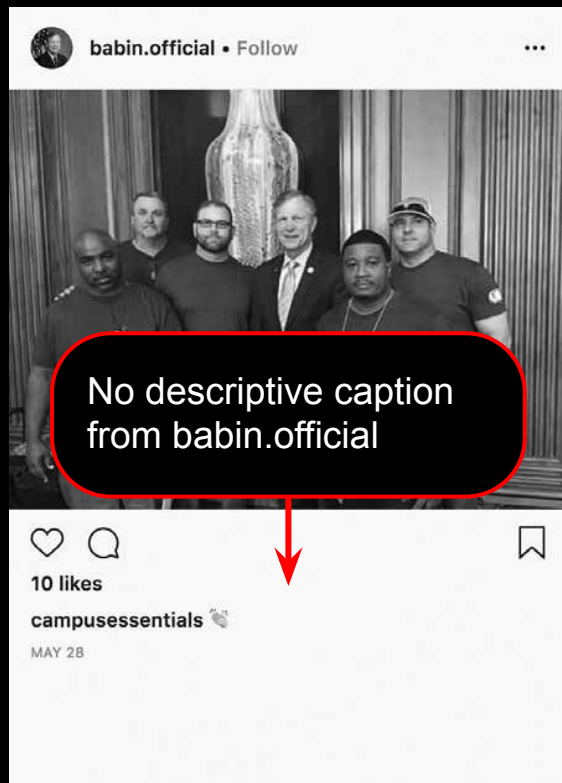 babin.official • Follow
No descriptive caption
from babin.official
10 likes
campusessentials 👏
MAY 28